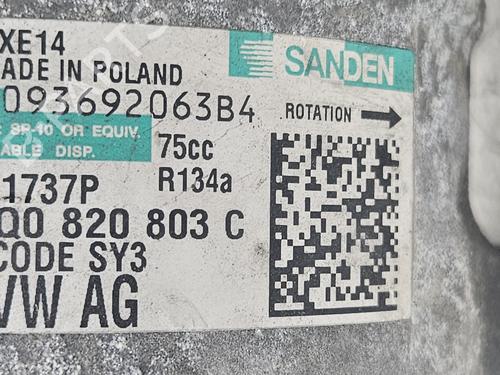 XE14
MADE IN POLAND
SANDEN
093692063B4
ROTATION
SP-10 OR EQUIV.
75cc
ABLE DISP.
1737P
R134a
Q0 820 803 C
CODE SY3
VW AG